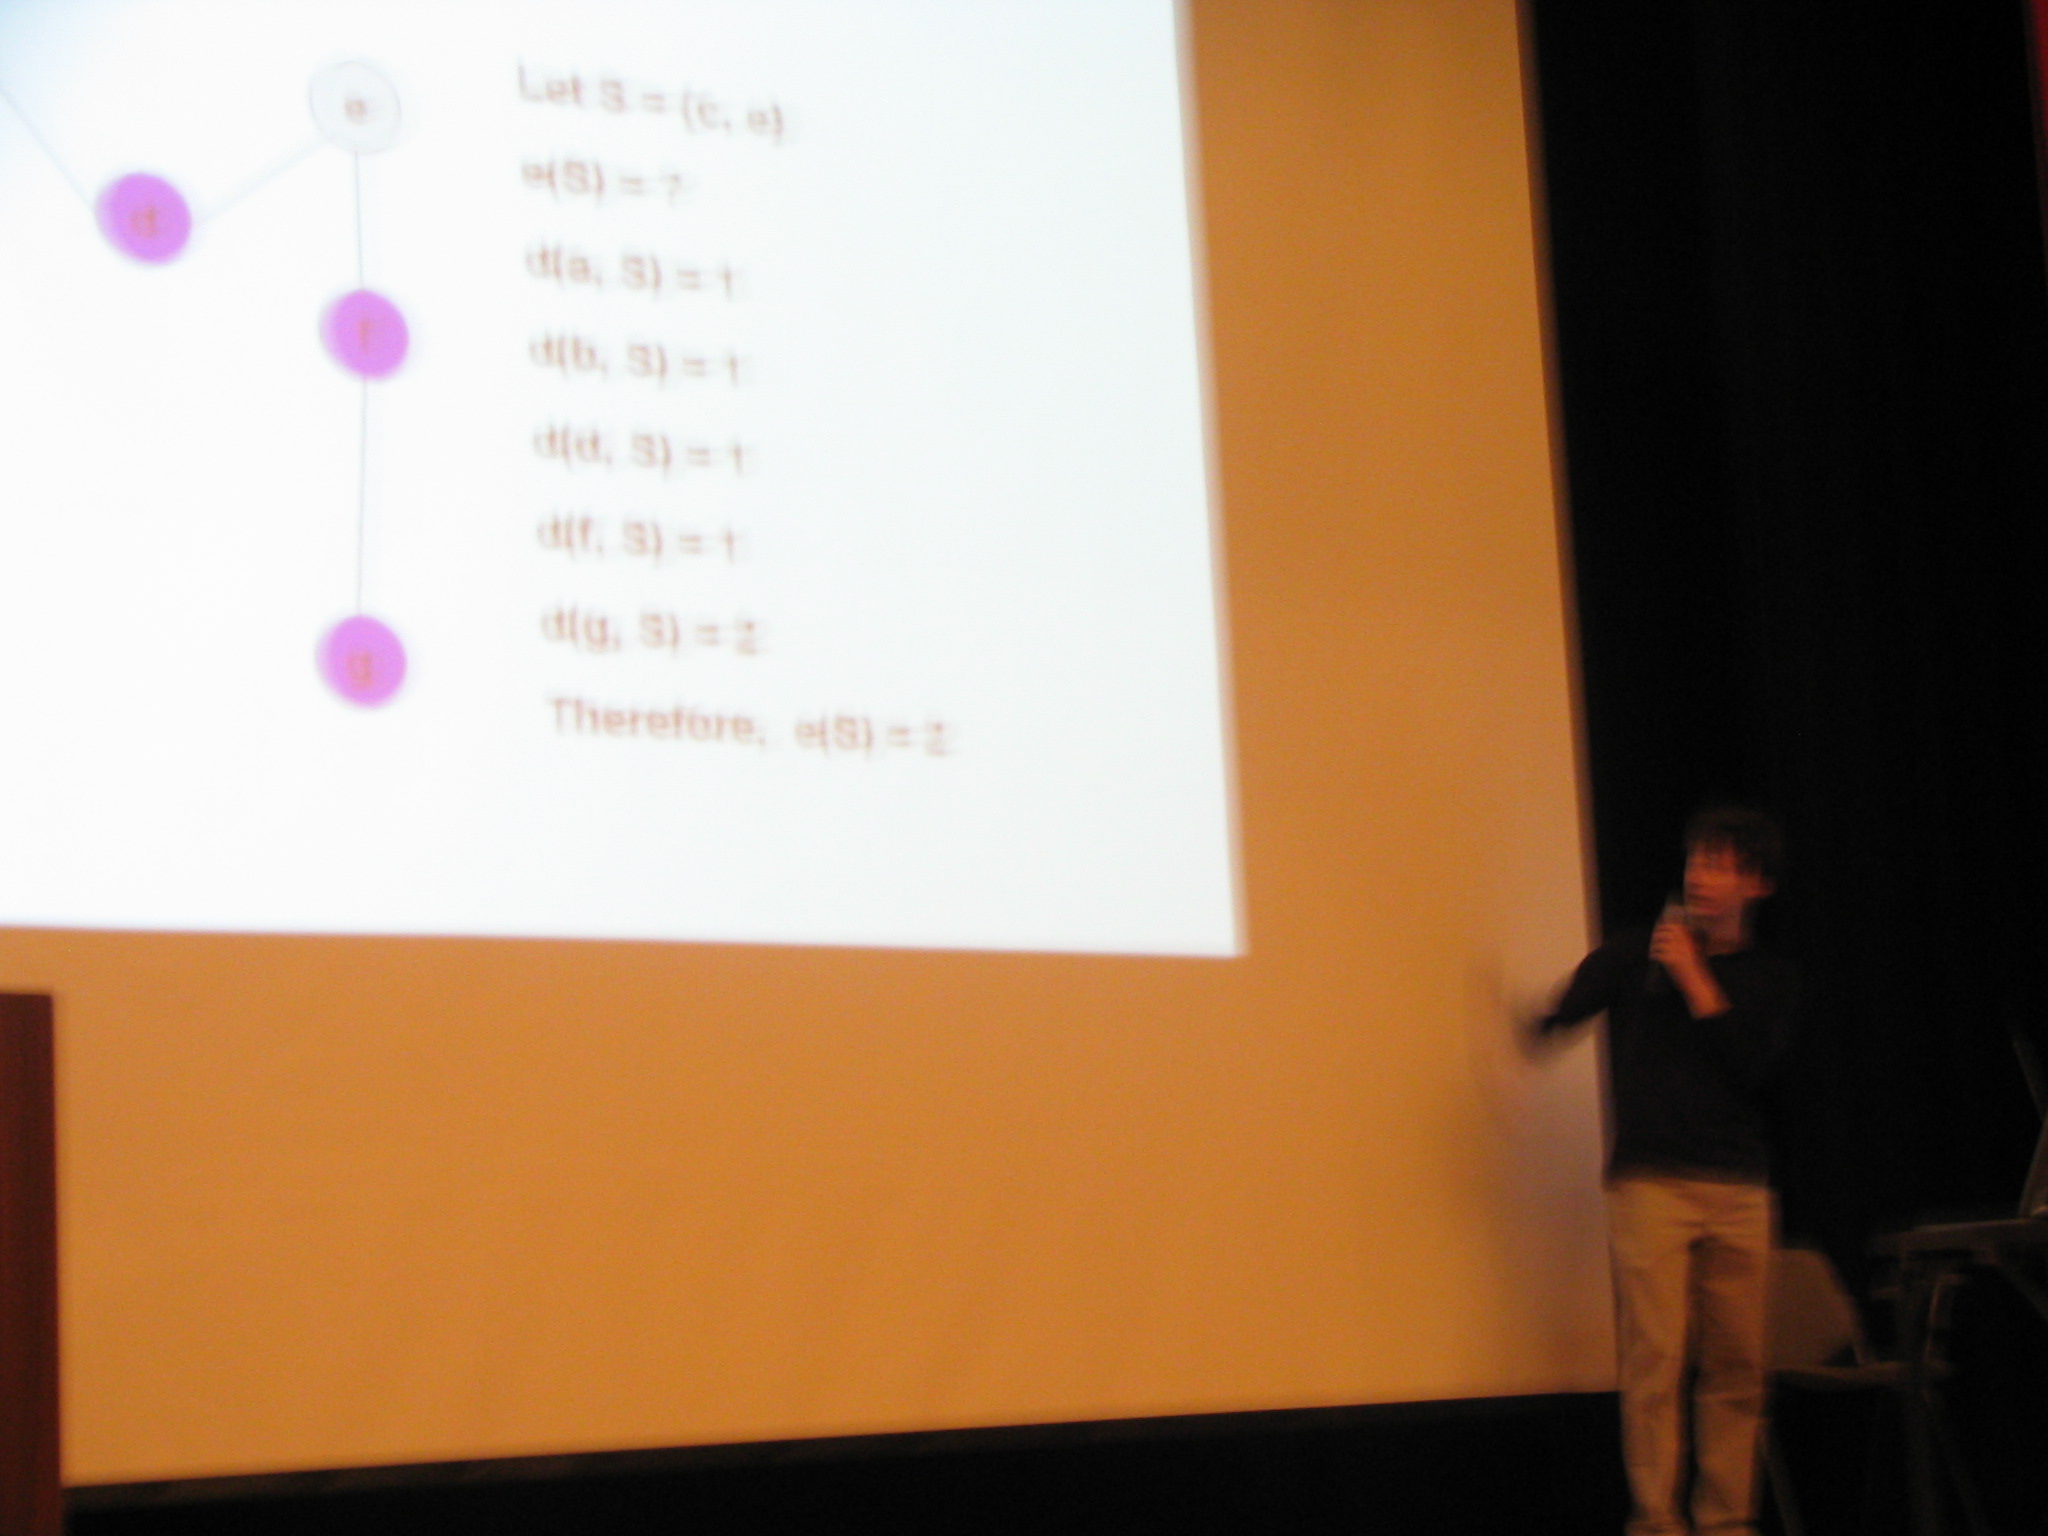 e
d
f
g
Let S = {c, e}
e(S) = ?
d(a, S) = 1
d(b, S) = 1
d(d, S) = 1
d(f, S) = 1
d(g, S) = 2
Therefore, e(S) = 2